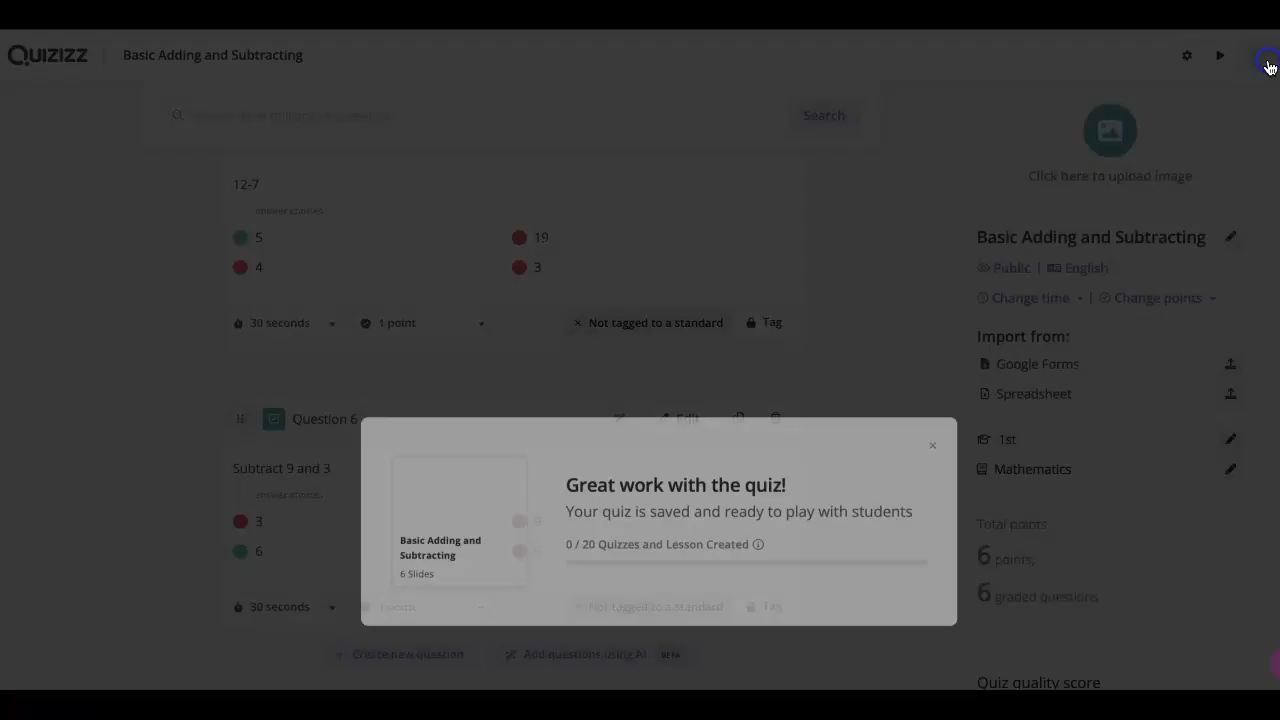 QUIZIZZ
Basic Adding and Subtracting
Search
Click here to upload image
12-7
answer choices
5
19
4
3
30 seconds
1 point
Not tagged to a standard
Tag
Basic Adding and Subtracting
Public | English
Change time | Change points
Import from:
Google Forms
Spreadsheet
1st
Mathematics
Total points
6 points,
6 graded questions
Quiz quality score
Question 6
Edit
Subtract 9 and 3
answer choices
3
6
30 seconds
Not tagged to a standard
Tag
Great work with the quiz!
Your quiz is saved and ready to play with students
0 / 20 Quizzes and Lesson Created
Basic Adding and
Subtracting
6 Slides
Create new question
Add questions using AI BETA